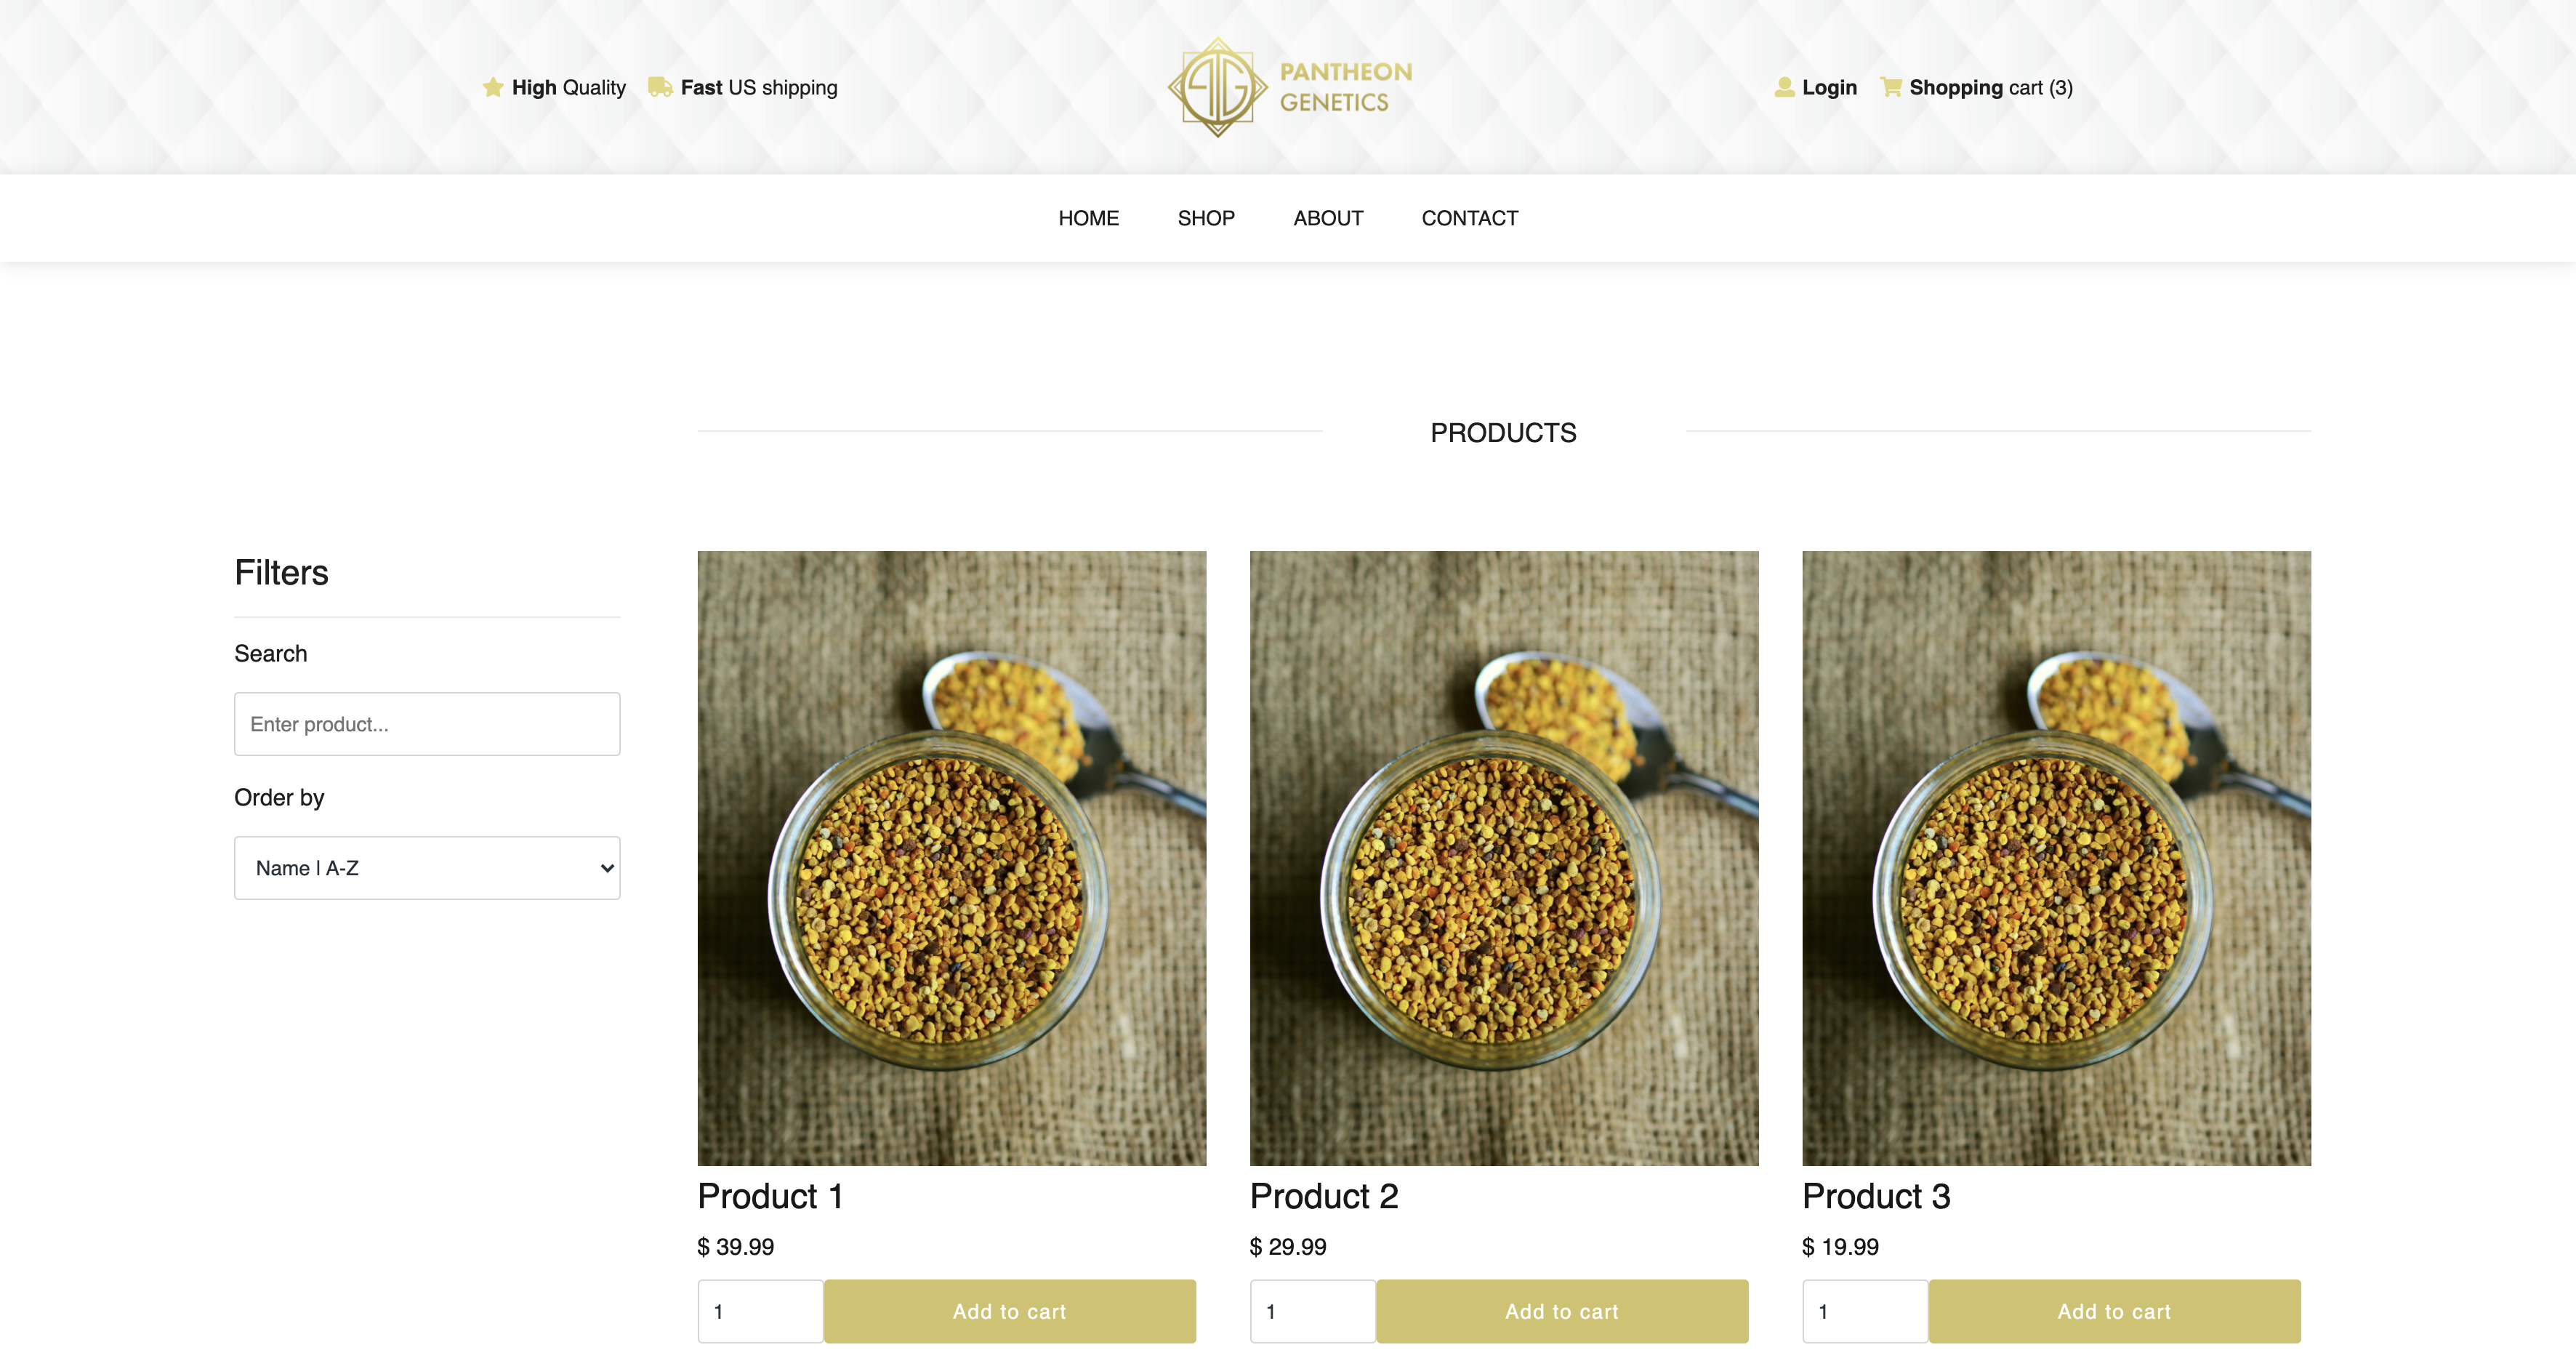 High Quality Fast US shipping
PANTHEON
GENETICS
Login Shopping cart (3)
HOME SHOP ABOUT CONTACT
PRODUCTS
Filters
Search
Enter product...
Order by
Name | A-Z
Product 1
$ 39.99
1 Add to cart
Product 2
$ 29.99
1 Add to cart
Product 3
$ 19.99
1 Add to cart